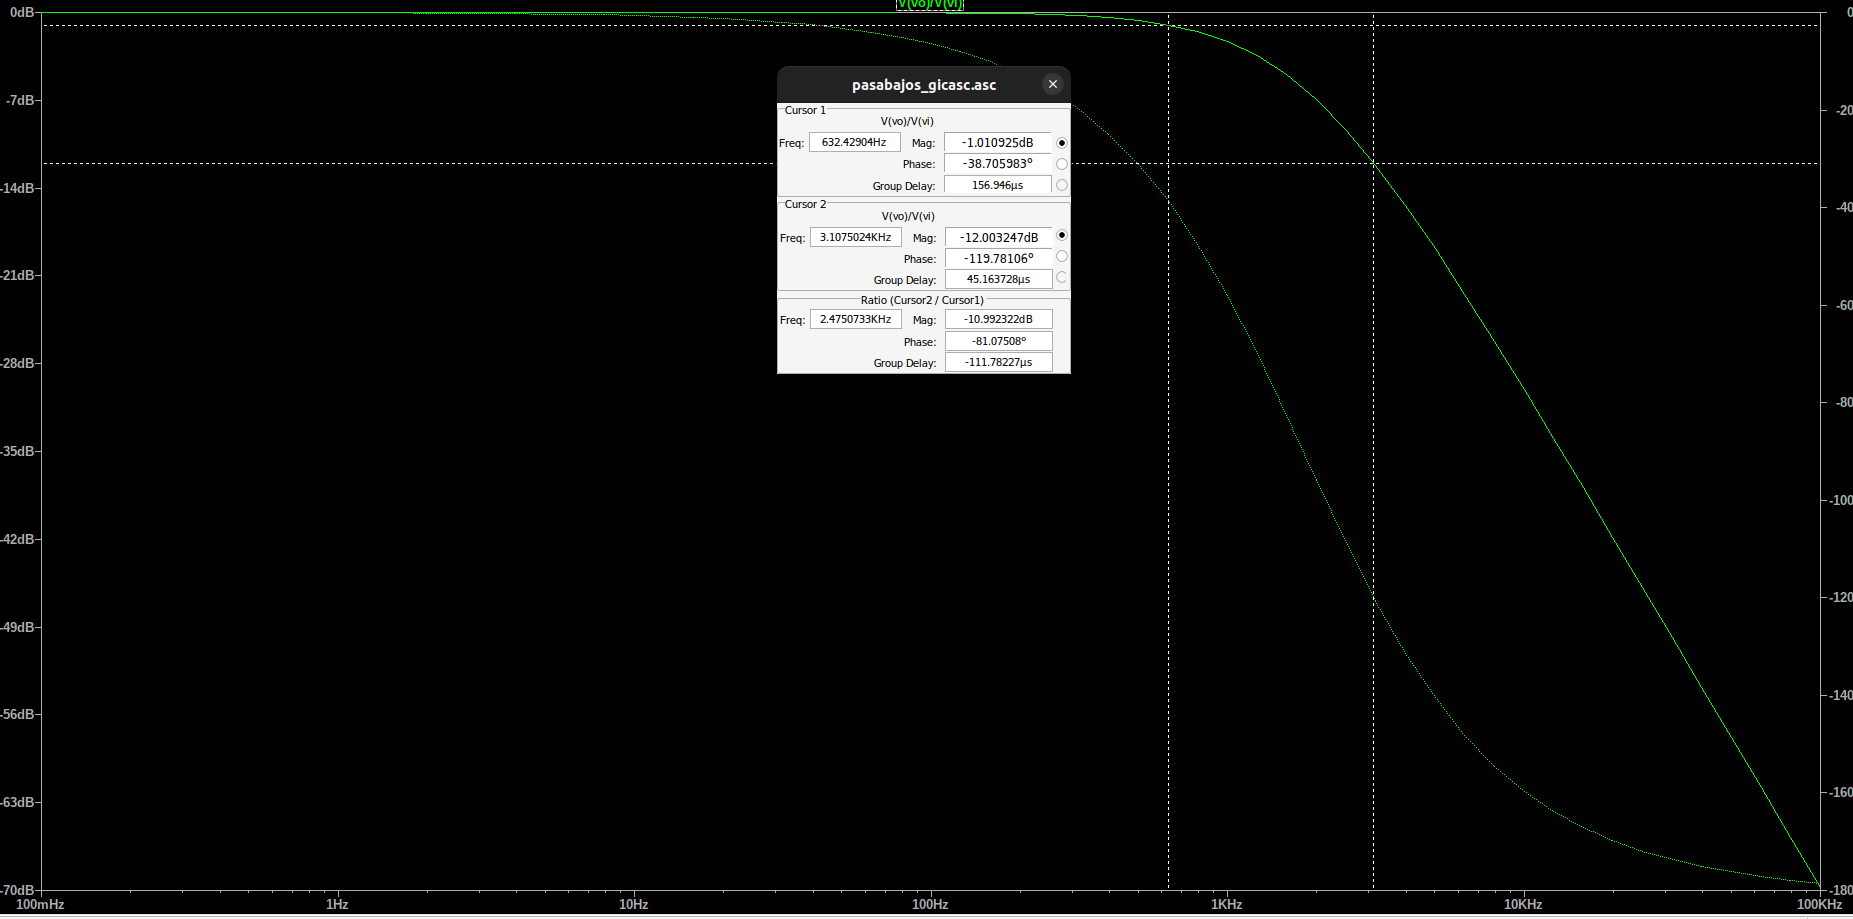 V(vo)/V(vi)
0dB
-7dB
-14dB
-21dB
-28dB
-35dB
-42dB
-49dB
-56dB
-63dB
-70dB
pasabajos_gicasc.asc
Cursor 1
V(vo)/V(vi)
Freq: 632.42904Hz Mag: -1.010925dB
Phase: -38.705983°
Group Delay: 156.946µs
Cursor 2
V(vo)/V(vi)
Freq: 3.1075024KHz Mag: -12.003247dB
Phase: -119.78106°
Group Delay: 45.163728µs
Ratio (Cursor2 / Cursor1)
Freq: 2.4750733KHz Mag: -10.992322dB
Phase: -81.07508°
Group Delay: -111.78227µs
0
-20
-40
-60
-80
-100
-120
-140
-160
-180
100mHz 1Hz 10Hz 100Hz 1KHz 10KHz 100KHz